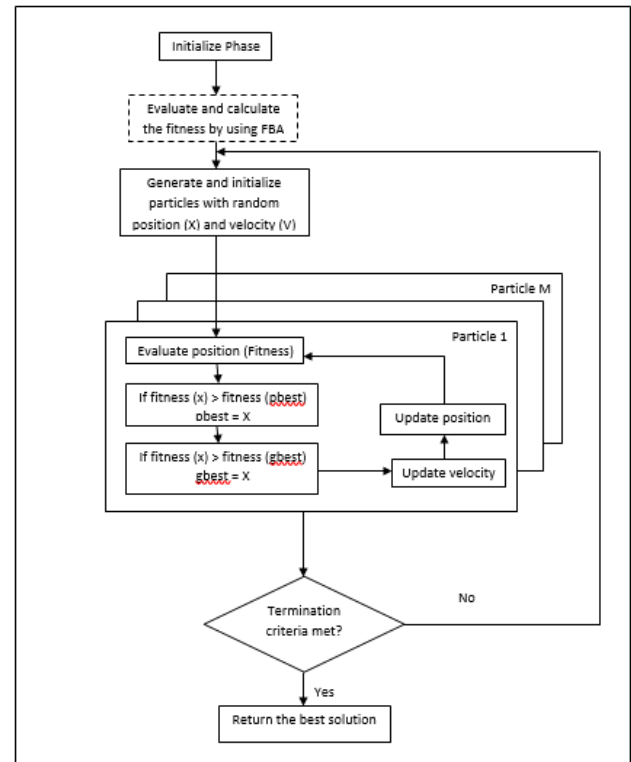 Initialize Phase
Evaluate and calculate
the fitness by using FBA
Generate and initialize
particles with random
position (X) and velocity (V)
Particle M
Particle 1
Evaluate position (Fitness)
If fitness (x) > fitness (pbest)
pbest = X
Update position
If fitness (x) > fitness (gbest)
gbest = X
Update velocity
Termination
criteria met?
No
Yes
Return the best solution